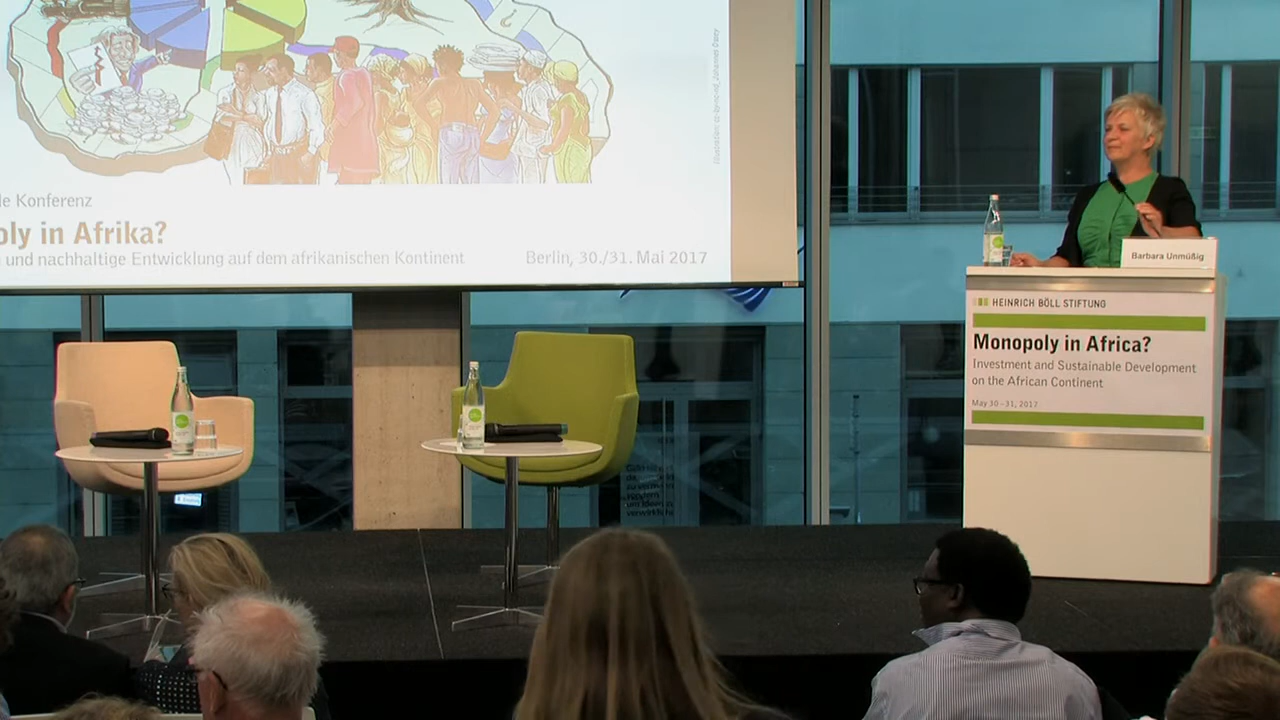 le Konferenz
oly in Afrika?
und nachhaltige Entwicklung auf dem afrikanischen Kontinent
Berlin, 30./31. Mai 2017
Barbara Unmüßig
HEINRICH BÖLL STIFTUNG
Monopoly in Africa?
Investment and Sustainable Development
on the African Continent
May 30–31, 2017